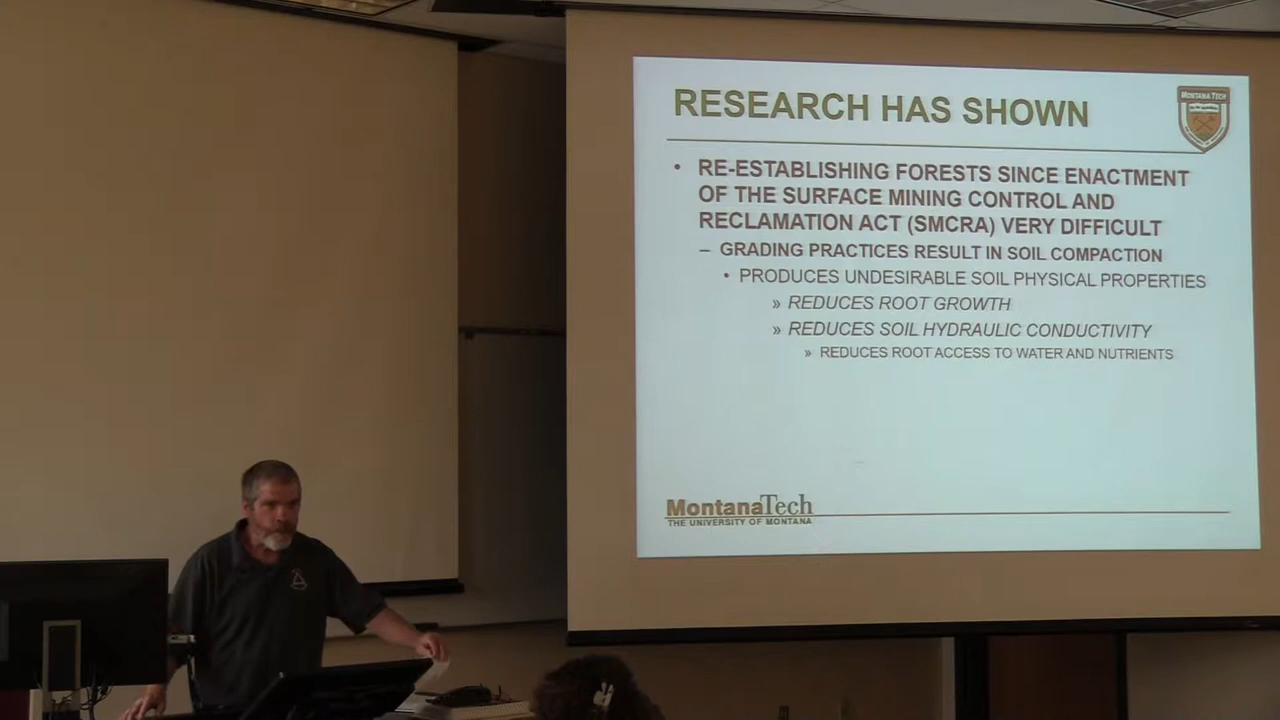 RESEARCH HAS SHOWN
MONTANA TECH
• RE-ESTABLISHING FORESTS SINCE ENACTMENT
OF THE SURFACE MINING CONTROL AND
RECLAMATION ACT (SMCRA) VERY DIFFICULT
– GRADING PRACTICES RESULT IN SOIL COMPACTION
• PRODUCES UNDESIRABLE SOIL PHYSICAL PROPERTIES
» REDUCES ROOT GROWTH
» REDUCES SOIL HYDRAULIC CONDUCTIVITY
» REDUCES ROOT ACCESS TO WATER AND NUTRIENTS
MontanaTech
THE UNIVERSITY OF MONTANA